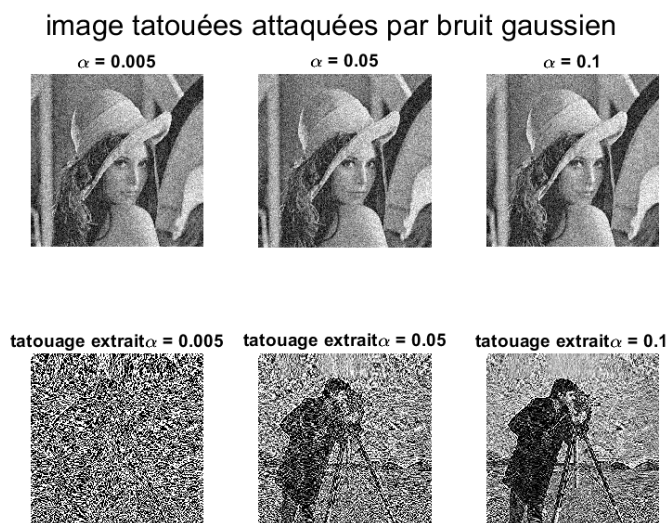 image tatouées attaquées par bruit gaussien
α = 0.005
α = 0.05
α = 0.1
tatouage extraitα = 0.005
tatouage extraitα = 0.05
tatouage extraitα = 0.1